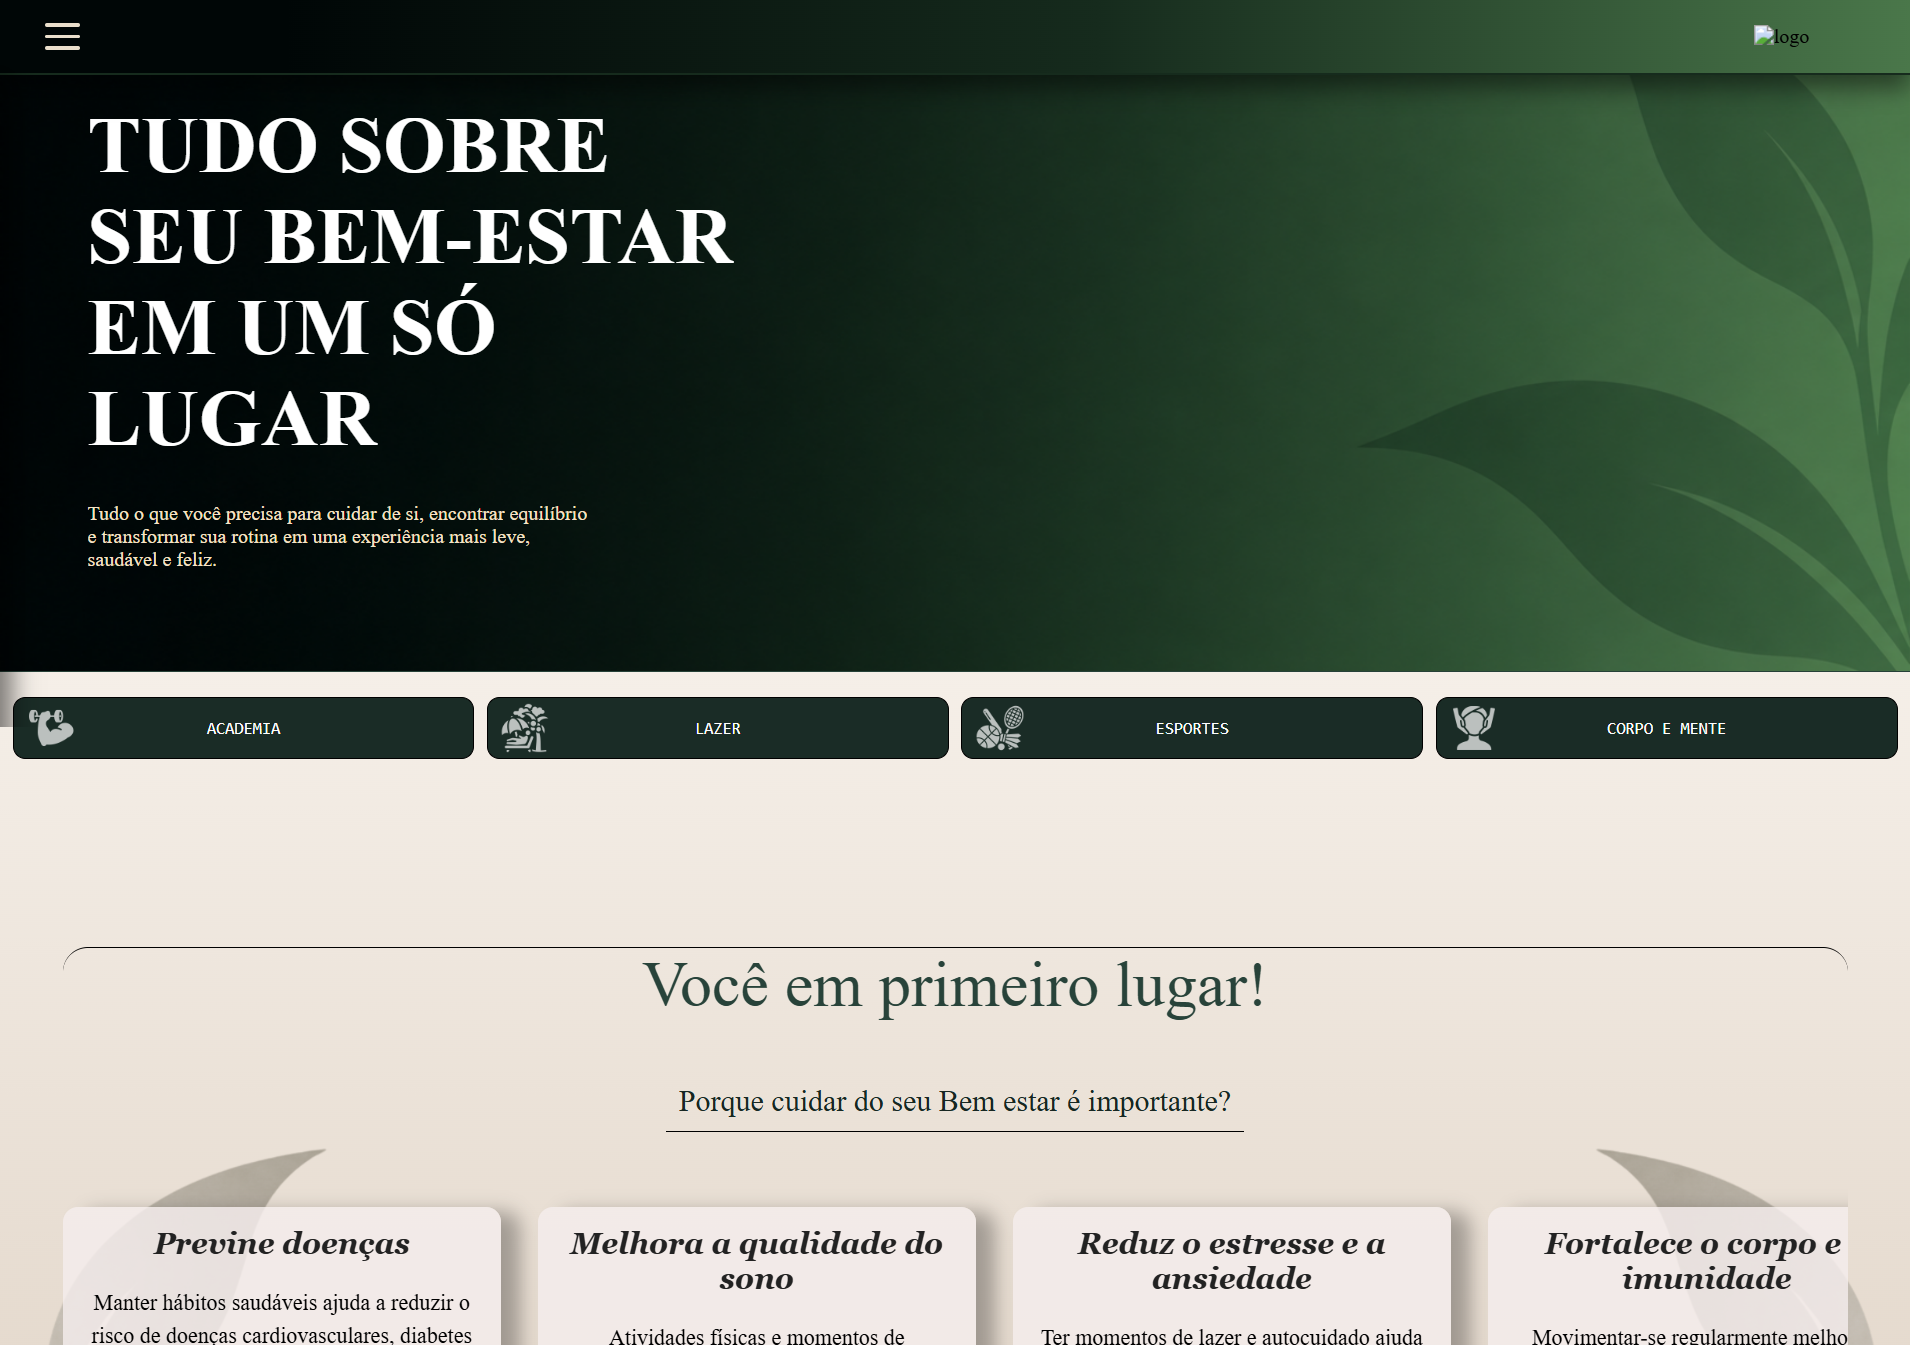 logo
TUDO SOBRE
SEU BEM-ESTAR
EM UM SÓ
LUGAR
Tudo o que você precisa para cuidar de si, encontrar equilíbrio
e transformar sua rotina em uma experiência mais leve,
saudável e feliz.
ACADEMIA
LAZER
ESPORTES
CORPO E MENTE
Você em primeiro lugar!
Porque cuidar do seu Bem estar é importante?
Previne doenças
Manter hábitos saudáveis ajuda a reduzir o
risco de doenças cardiovasculares, diabetes
Melhora a qualidade do
sono
Atividades físicas e momentos de
Reduz o estresse e a
ansiedade
Ter momentos de lazer e autocuidado ajuda
Fortalece o corpo e
imunidade
Movimentar-se regularmente melho